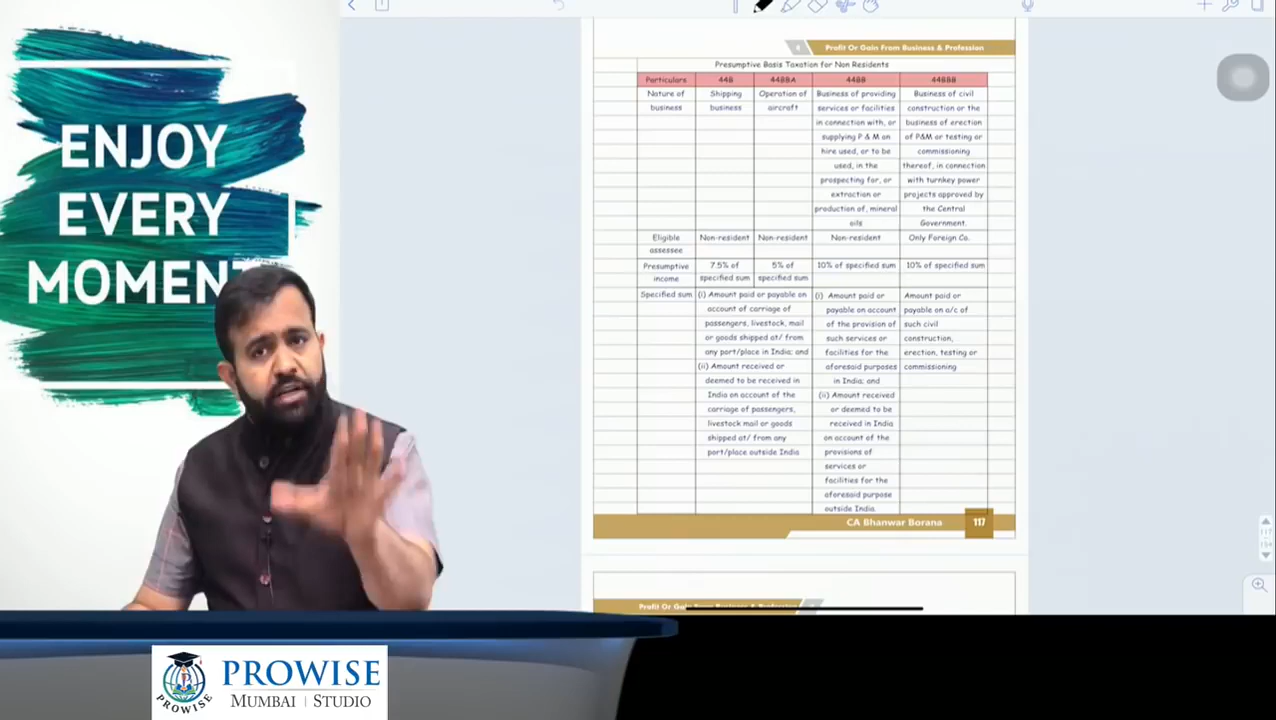 ENJOY
EVERY
MOMENT
8
Profit Or Gain From Business & Profession
Presumptive Basis Taxation for Non Residents
Particulars 44B 44BBA 44BB 44BBB
Nature of business
Shipping business
Operation of aircraft
Business of providing
services or facilities
in connection with, or
supplying P & M on
hire used, or to be
used, in the
prospecting for, or
extraction or
production of, mineral
oils
Business of civil
construction or the
business of erection
of P&M or testing or
commissioning
thereof, in connection
with turnkey power
projects approved by
the Central
Government.
Eligible assessee
Non-resident
Non-resident
Non-resident
Only Foreign Co.
Presumptive income
7.5% of specified sum
5% of specified sum
10% of specified sum
10% of specified sum
Specified sum
(i) Amount paid or payable on
account of carriage of
passengers, livestock, mail
or goods shipped at/ from
any port/place in India; and
(ii) Amount received or
deemed to be received in
India on account of the
carriage of passengers,
livestock mail or goods
shipped at/ from any
port/place outside India
(i) Amount paid or
payable on account
of the provision of
such services or
facilities for the
aforesaid purposes
in India; and
(ii) Amount received
or deemed to be
received in India
on account of the
provisions of
services or
facilities for the
aforesaid purpose
outside India.
Amount paid or
payable on a/c of
such civil
construction,
erection, testing or
commissioning
CA Bhanwar Borana 117
Profit Or Gain From Business & Profession
PROWISE
MUMBAI | STUDIO
PROWISE